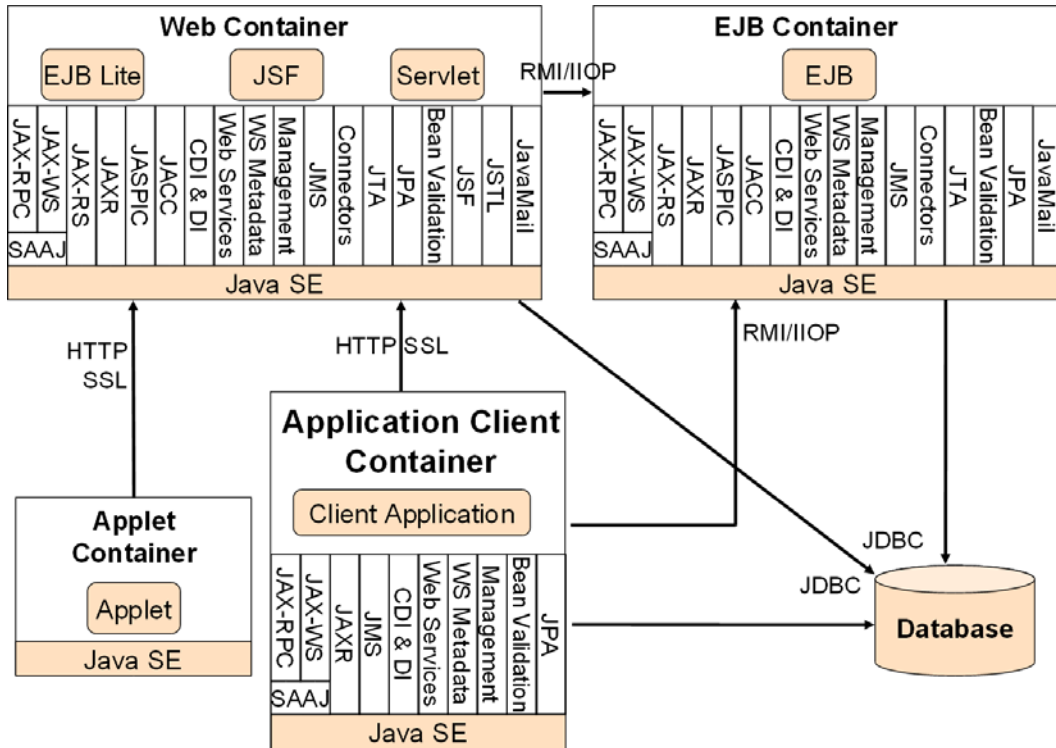 Web Container
EJB Lite
JSF
Servlet
JAX-RPC
JAX-WS
SAAJ
JAX-RS
JAXR
JASPIC
JACC
CDI & DI
Web Services
WS Metadata
Management
JMS
Connectors
JTA
JPA
Bean Validation
JSF
JSTL
JavaMail
Java SE
RMI/IIOP
EJB Container
EJB
JAX-RPC
JAX-WS
SAAJ
JAX-RS
JAXR
JASPIC
JACC
CDI & DI
Web Services
WS Metadata
Management
JMS
Connectors
JTA
Bean Validation
JPA
JavaMail
Java SE
HTTP
SSL
HTTP SSL
RMI/IIOP
Applet
Container
Applet
Java SE
Application Client
Container
Client Application
JAX-RPC
JAX-WS
SAAJ
JAXR
JMS
CDI & DI
Web Services
WS Metadata
Management
Bean Validation
JPA
Java SE
JDBC
JDBC
Database